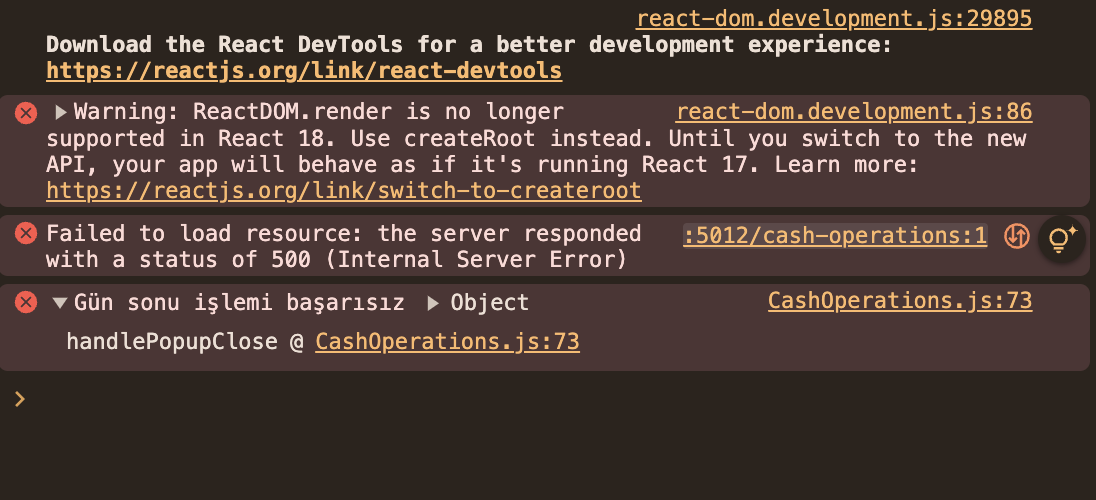 react-dom.development.js:29895
Download the React DevTools for a better development experience:
https://reactjs.org/link/react-devtools
Warning: ReactDOM.render is no longer react-dom.development.js:86
supported in React 18. Use createRoot instead. Until you switch to the new
API, your app will behave as if it's running React 17. Learn more:
https://reactjs.org/link/switch-to-createroot
Failed to load resource: the server responded :5012/cash-operations:1
with a status of 500 (Internal Server Error)
Gün sonu işlemi başarısız Object CashOperations.js:73
handlePopupClose @ CashOperations.js:73